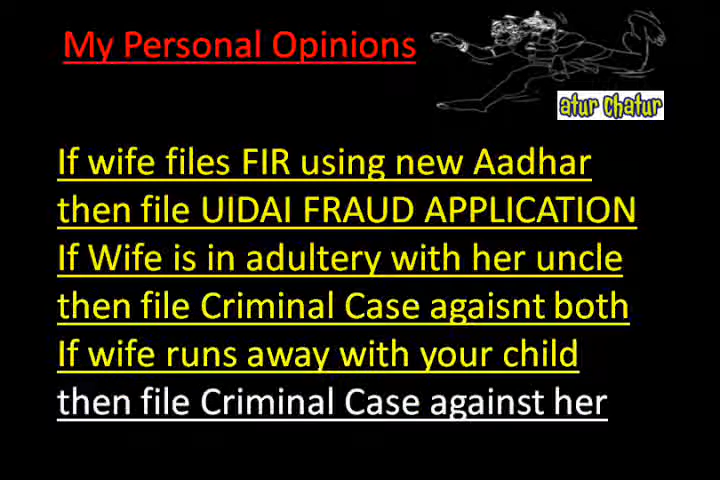 My Personal Opinions
atur chatur
If wife files FIR using new Aadhar
then file UIDAI FRAUD APPLICATION
If Wife is in adultery with her uncle
then file Criminal Case agaisnt both
If wife runs away with your child
then file Criminal Case against her